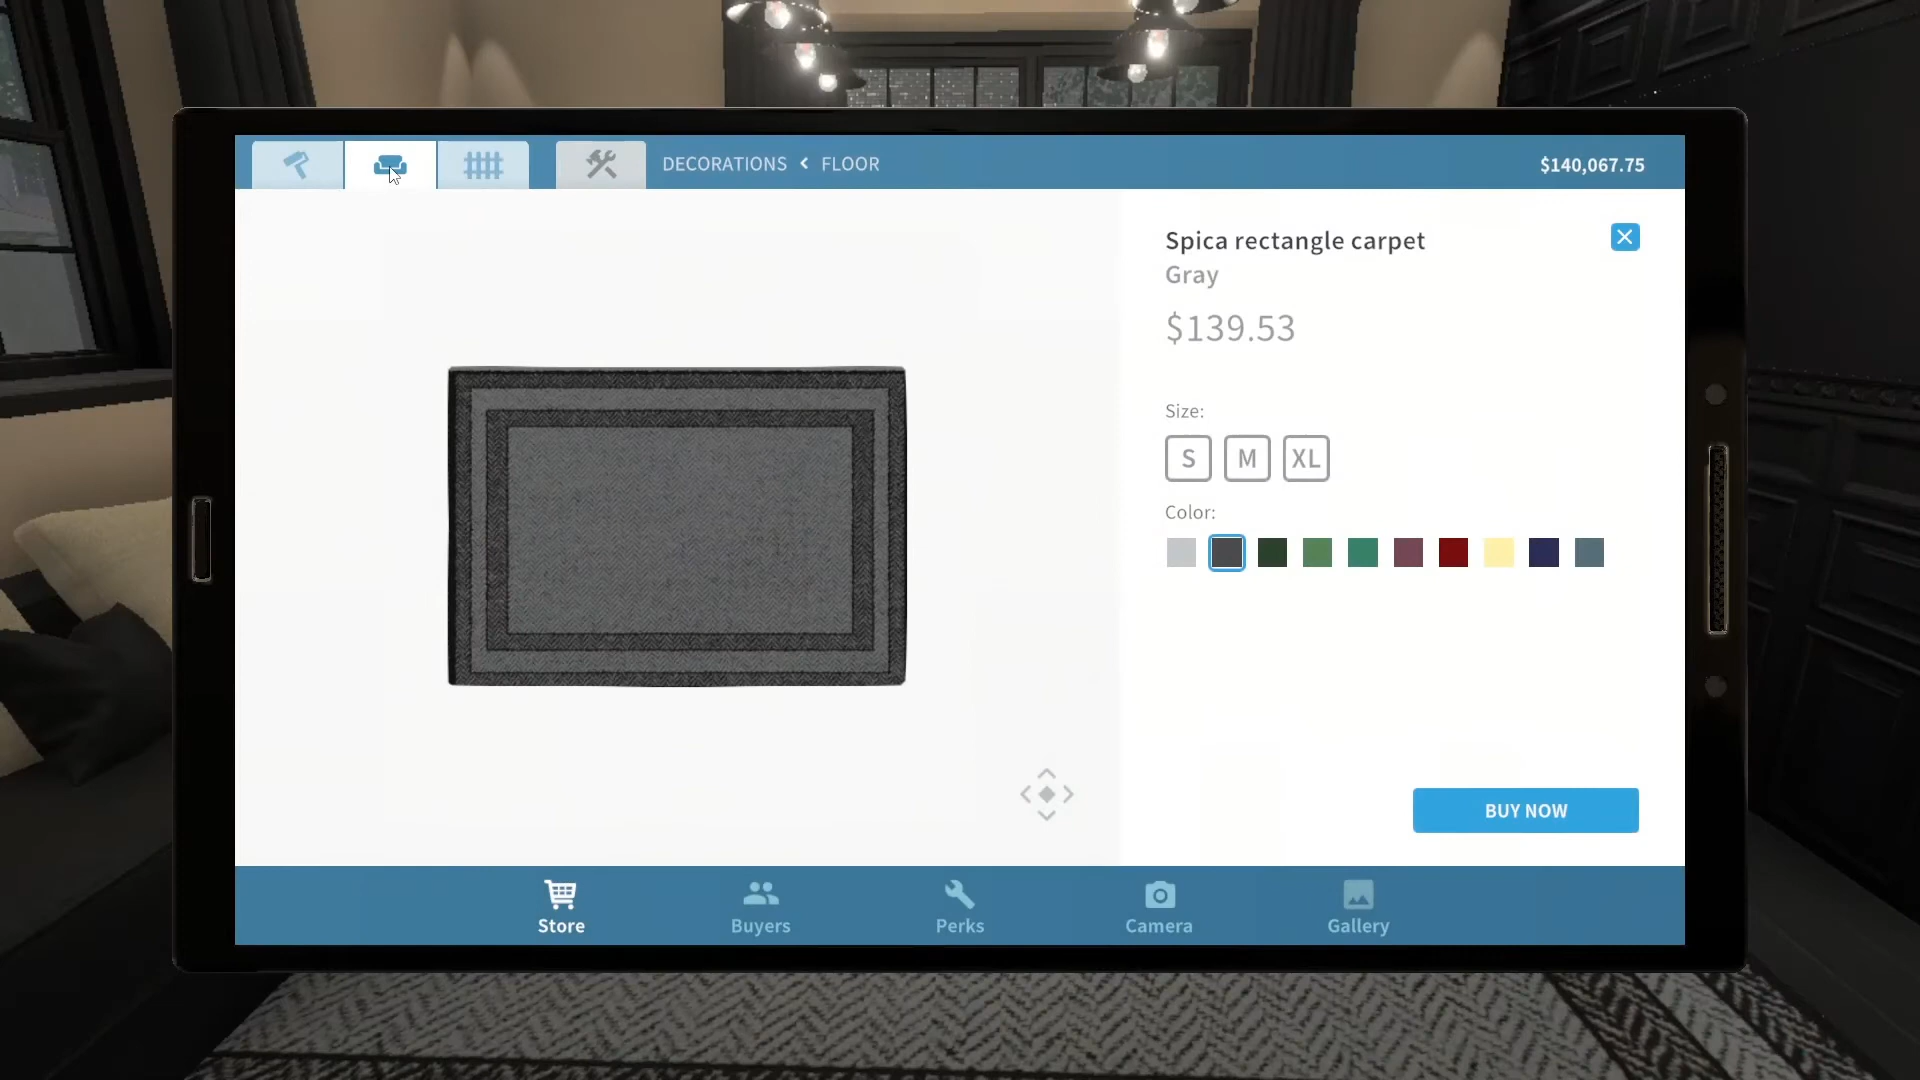 DECORATIONS < FLOOR
$140,067.75
Spica rectangle carpet
Gray
$139.53
Size:
S M XL
Color:
BUY NOW
Store Buyers Perks Camera Gallery